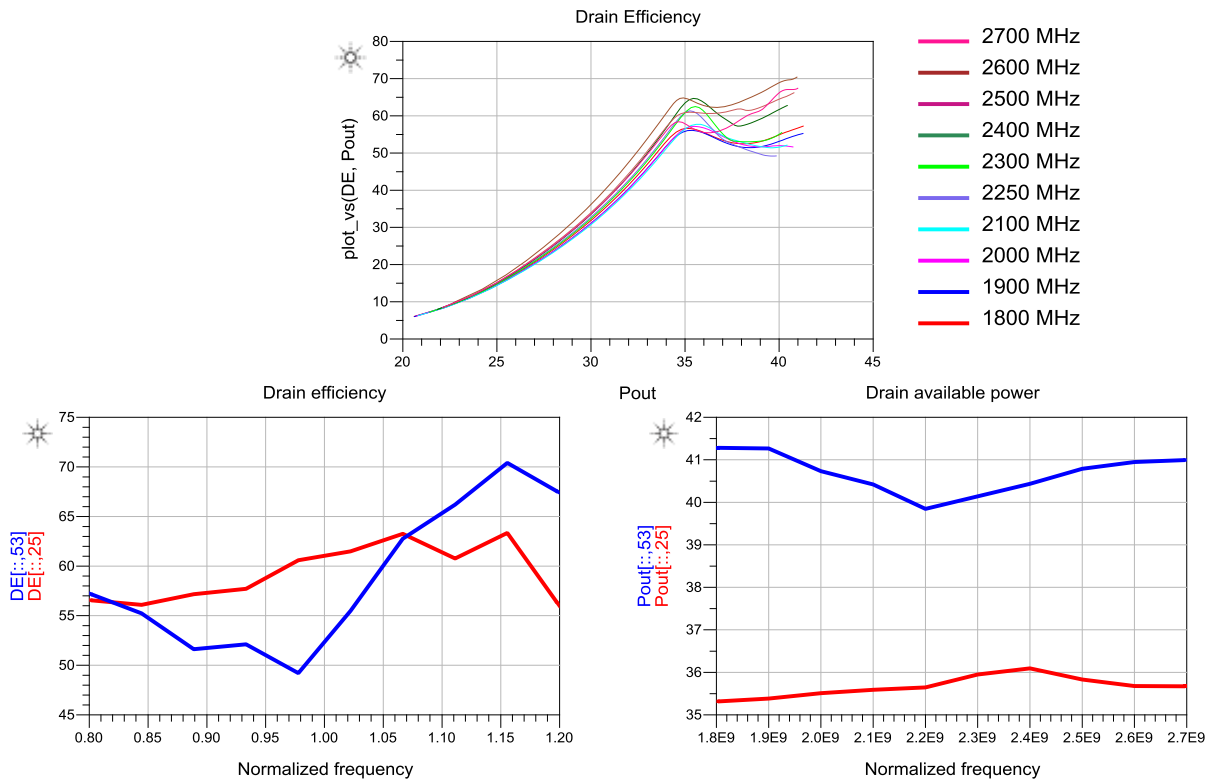 Drain Efficiency
plot_vs(DE, Pout)
80
70
60
50
40
30
20
10
0
20 25 30 35 40 45
Pout
2700 MHz
2600 MHz
2500 MHz
2400 MHz
2300 MHz
2250 MHz
2100 MHz
2000 MHz
1900 MHz
1800 MHz
Drain efficiency
DE[::,53]
DE[::,25]
75
70
65
60
55
50
45
0.80 0.85 0.90 0.95 1.00 1.05 1.10 1.15 1.20
Normalized frequency
Drain available power
Pout[::,53]
Pout[::,25]
42
41
40
39
38
37
36
35
1.8E9 1.9E9 2.0E9 2.1E9 2.2E9 2.3E9 2.4E9 2.5E9 2.6E9 2.7E9
Normalized frequency